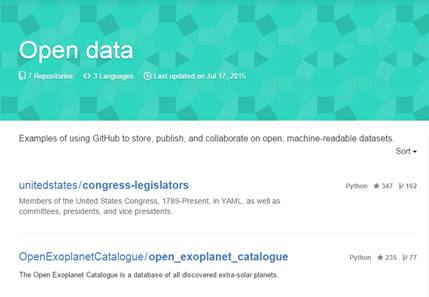 Open data
7 Repositories 3 Languages Last updated on Jul 17, 2015
Examples of using GitHub to store, publish, and collaborate on open, machine-readable datasets.
Sort
unitedstates/congress-legislators
Python 347 162
Members of the United States Congress, 1789-Present, in YAML, as well as
committees, presidents, and vice presidents.
OpenExoplanetCatalogue/open_exoplanet_catalogue
Python 235 77
The Open Exoplanet Catalogue is a database of all discovered extra-solar planets.